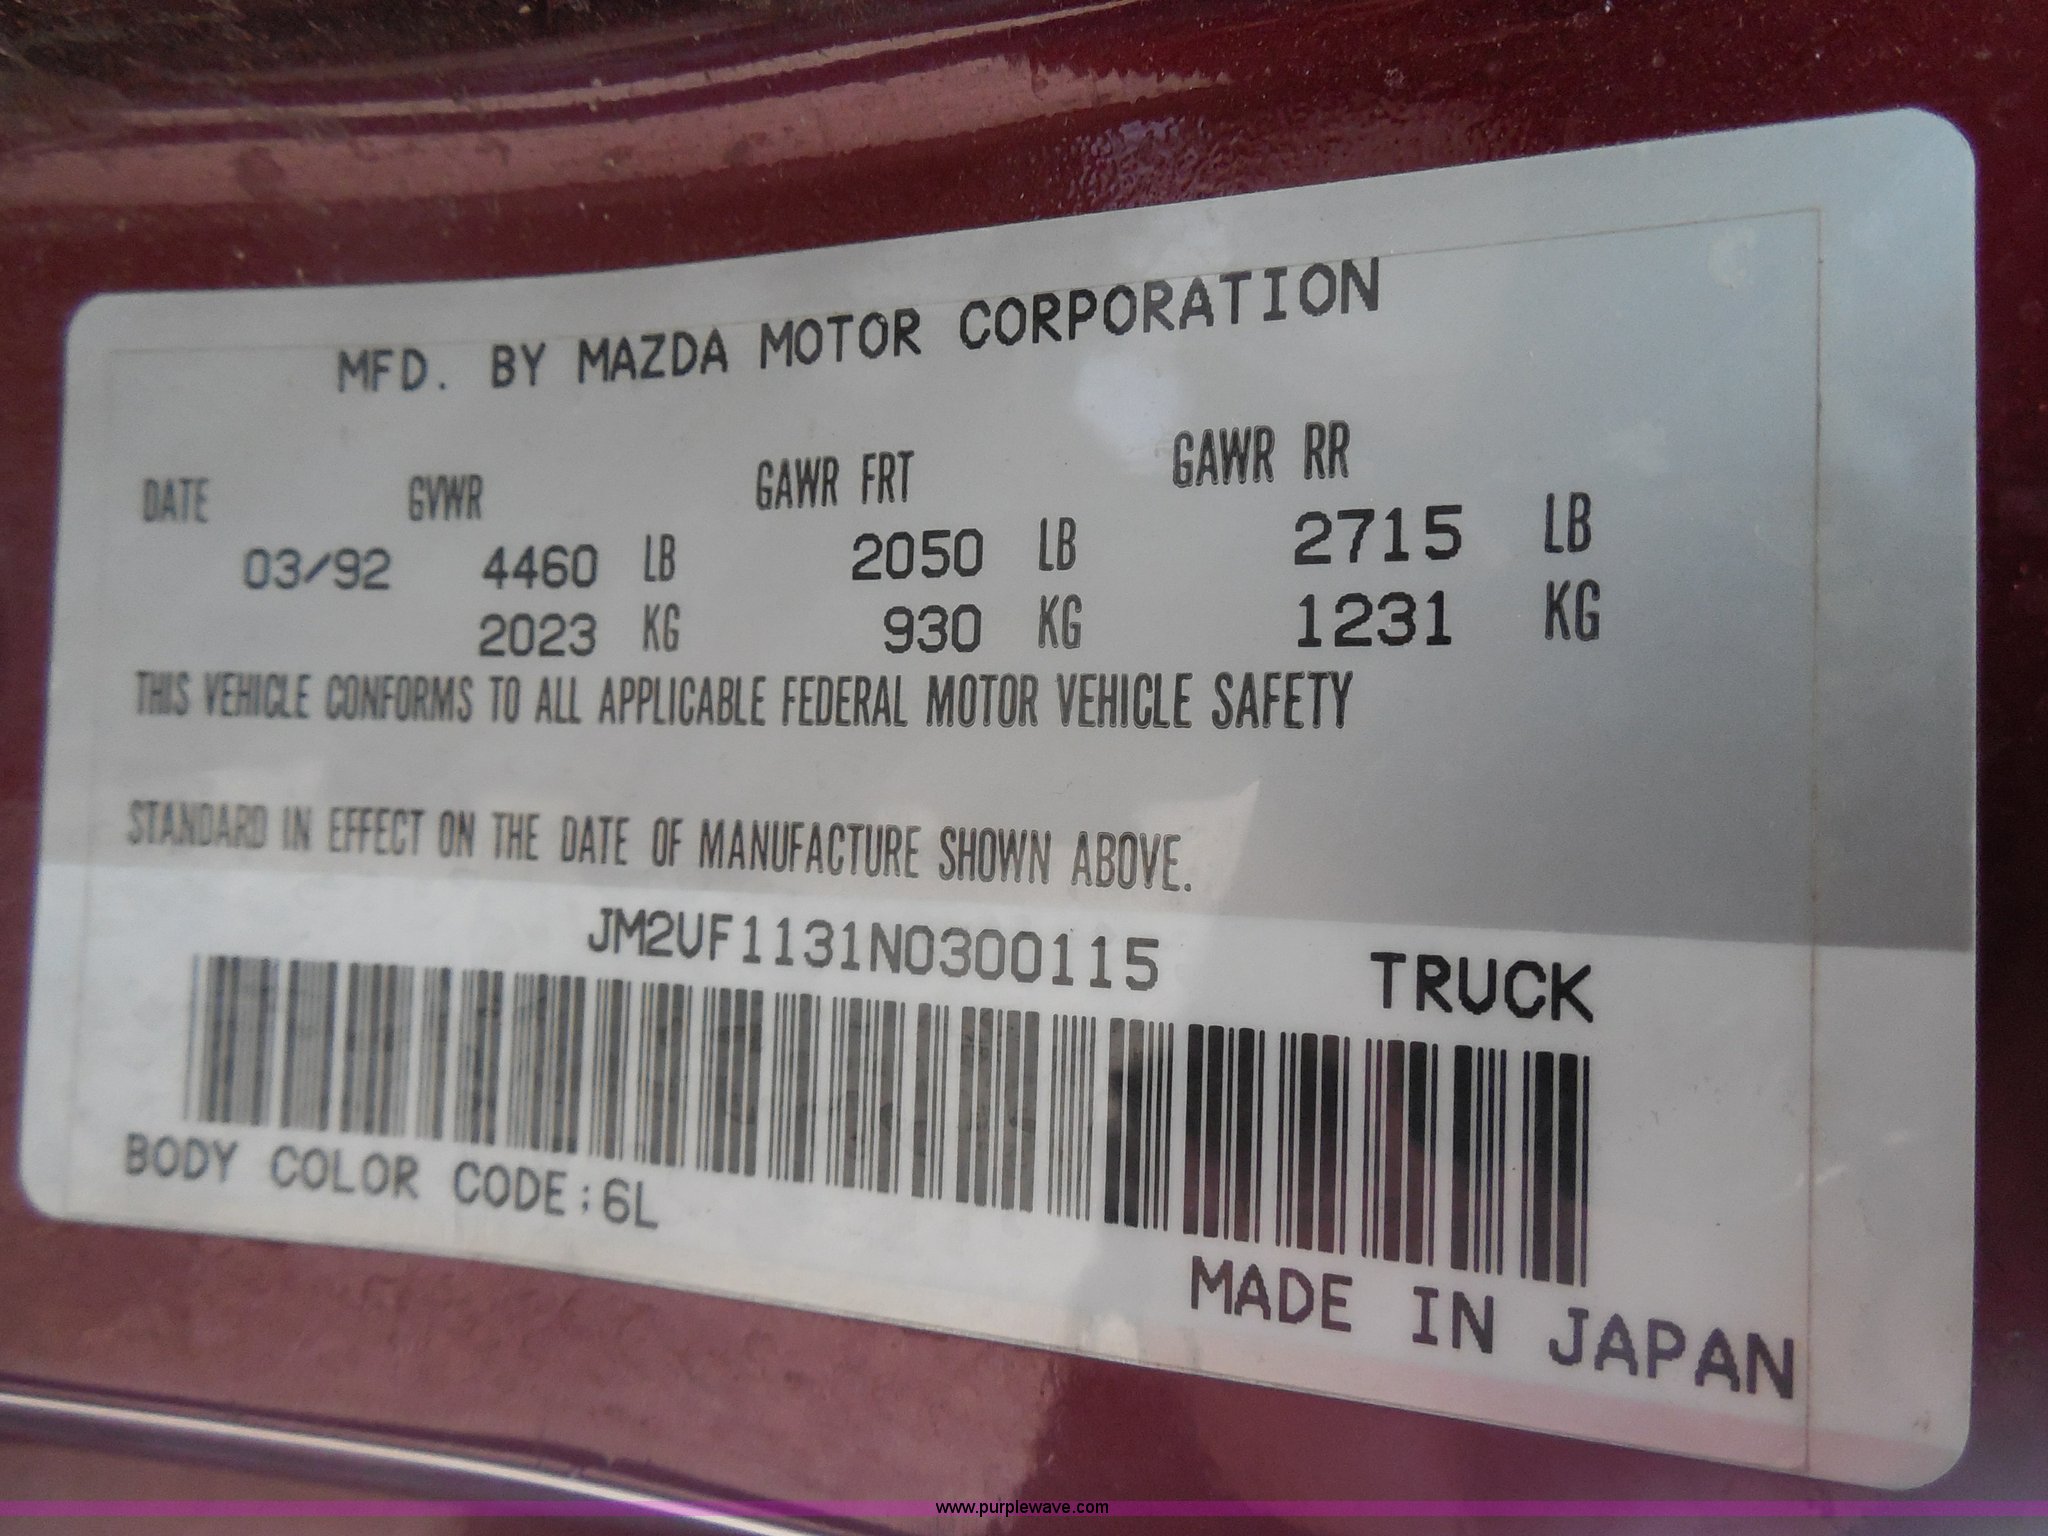 MFD. BY MAZDA MOTOR CORPORATION
DATE GVWR GAWR FRT GAWR RR
03/92 4460 LB 2050 LB 2715 LB
2023 KG 930 KG 1231 KG
THIS VEHICLE CONFORMS TO ALL APPLICABLE FEDERAL MOTOR VEHICLE SAFETY
STANDARD IN EFFECT ON THE DATE OF MANUFACTURE SHOWN ABOVE.
JM2UF1131N0300115 TRUCK
BODY COLOR CODE:6L
MADE IN JAPAN
www.purplewave.com